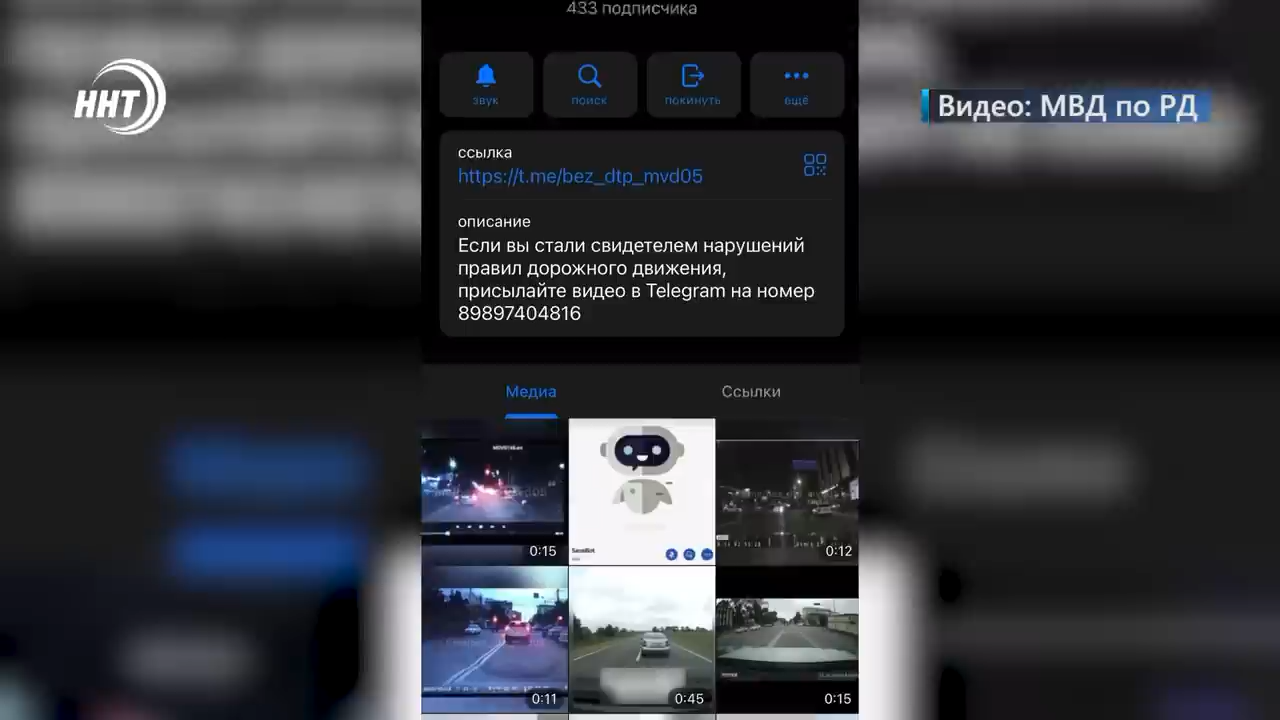 433 подписчика
ННТ
Видео: МВД по РД
звук
поиск
покинуть
ещё
ссылка
https://t.me/bez_dtp_mvd05
описание
Если вы стали свидетелем нарушений
правил дорожного движения,
присылайте видео в Telegram на номер
89897404816
Медиа
Ссылки
0:15
0:12
0:11
0:45
0:15